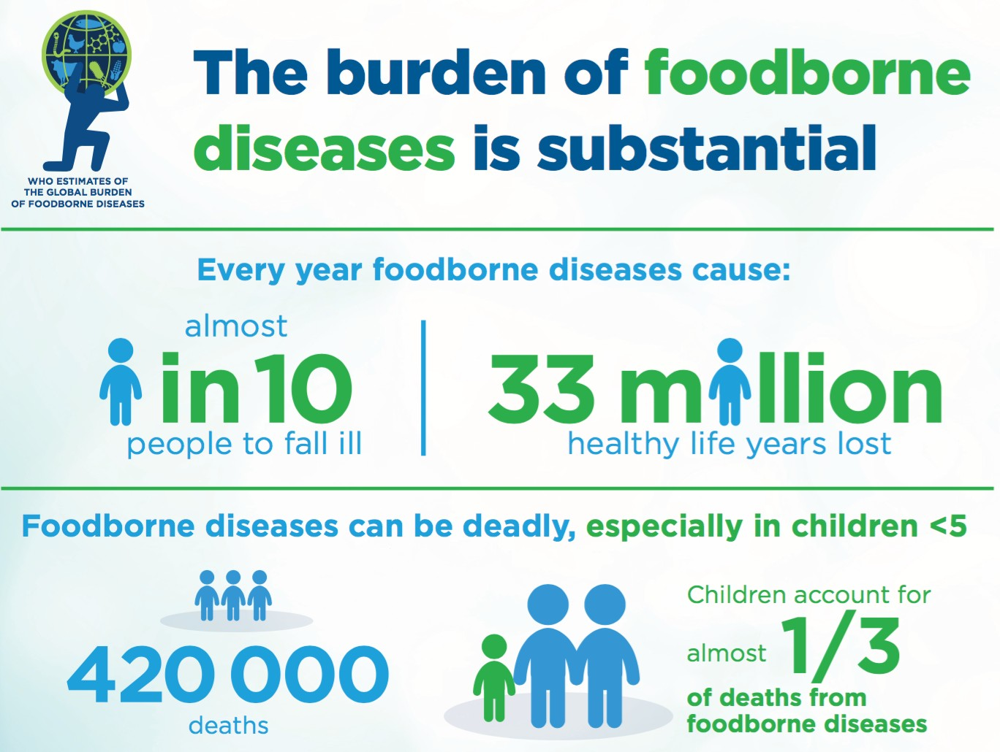 The burden of foodborne
diseases is substantial
WHO ESTIMATES OF
THE GLOBAL BURDEN
OF FOODBORNE DISEASES
Every year foodborne diseases cause:
almost
in 10
people to fall ill
33 million
healthy life years lost
Foodborne diseases can be deadly, especially in children <5
420 000
deaths
Children account for
almost 1/3
of deaths from
foodborne diseases